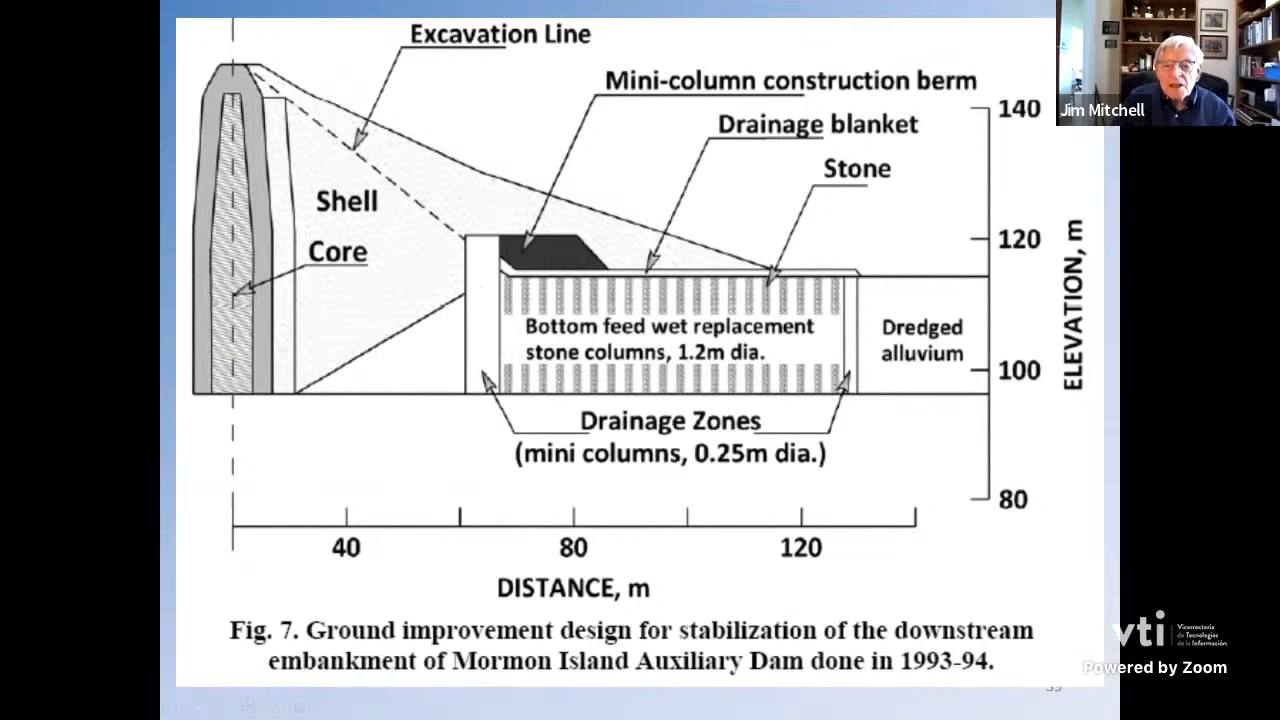 Excavation Line
Mini-column construction berm
Drainage blanket
Stone
Shell
Core
Bottom feed wet replacement
stone columns, 1.2m dia.
Dredged
alluvium
Drainage Zones
(mini columns, 0.25m dia.)
140
120
100
80
ELEVATION, m
40
80
120
DISTANCE, m
Fig. 7. Ground improvement design for stabilization of the downstream
embankment of Mormon Island Auxiliary Dam done in 1993-94.
Jim Mitchell
vti
Vicerrectoría
de Tecnologías
de la Información
Powered by Zoom